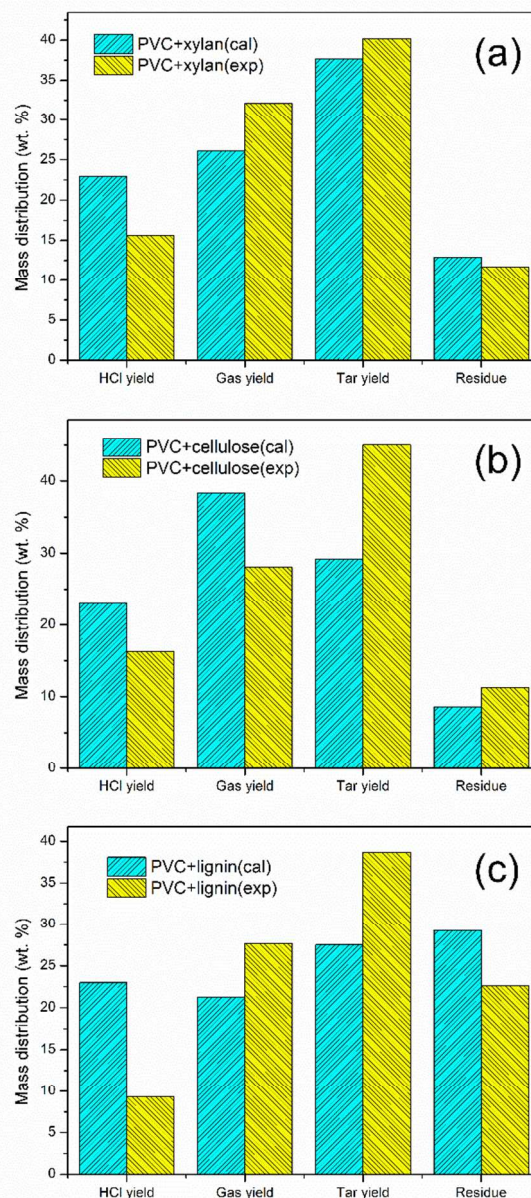 PVC+xylan(cal)
PVC+xylan(exp)
(a)
Mass distribution (wt. %)
40
35
30
25
20
15
10
5
0
HCl yield Gas yield Tar yield Residue
PVC+cellulose(cal)
PVC+cellulose(exp)
(b)
Mass distribution (wt. %)
40
30
20
10
0
HCl yield Gas yield Tar yield Residue
PVC+lignin(cal)
PVC+lignin(exp)
(c)
Mass distribution (wt. %)
40
35
30
25
20
15
10
5
0
HCl yield Gas yield Tar yield Residue